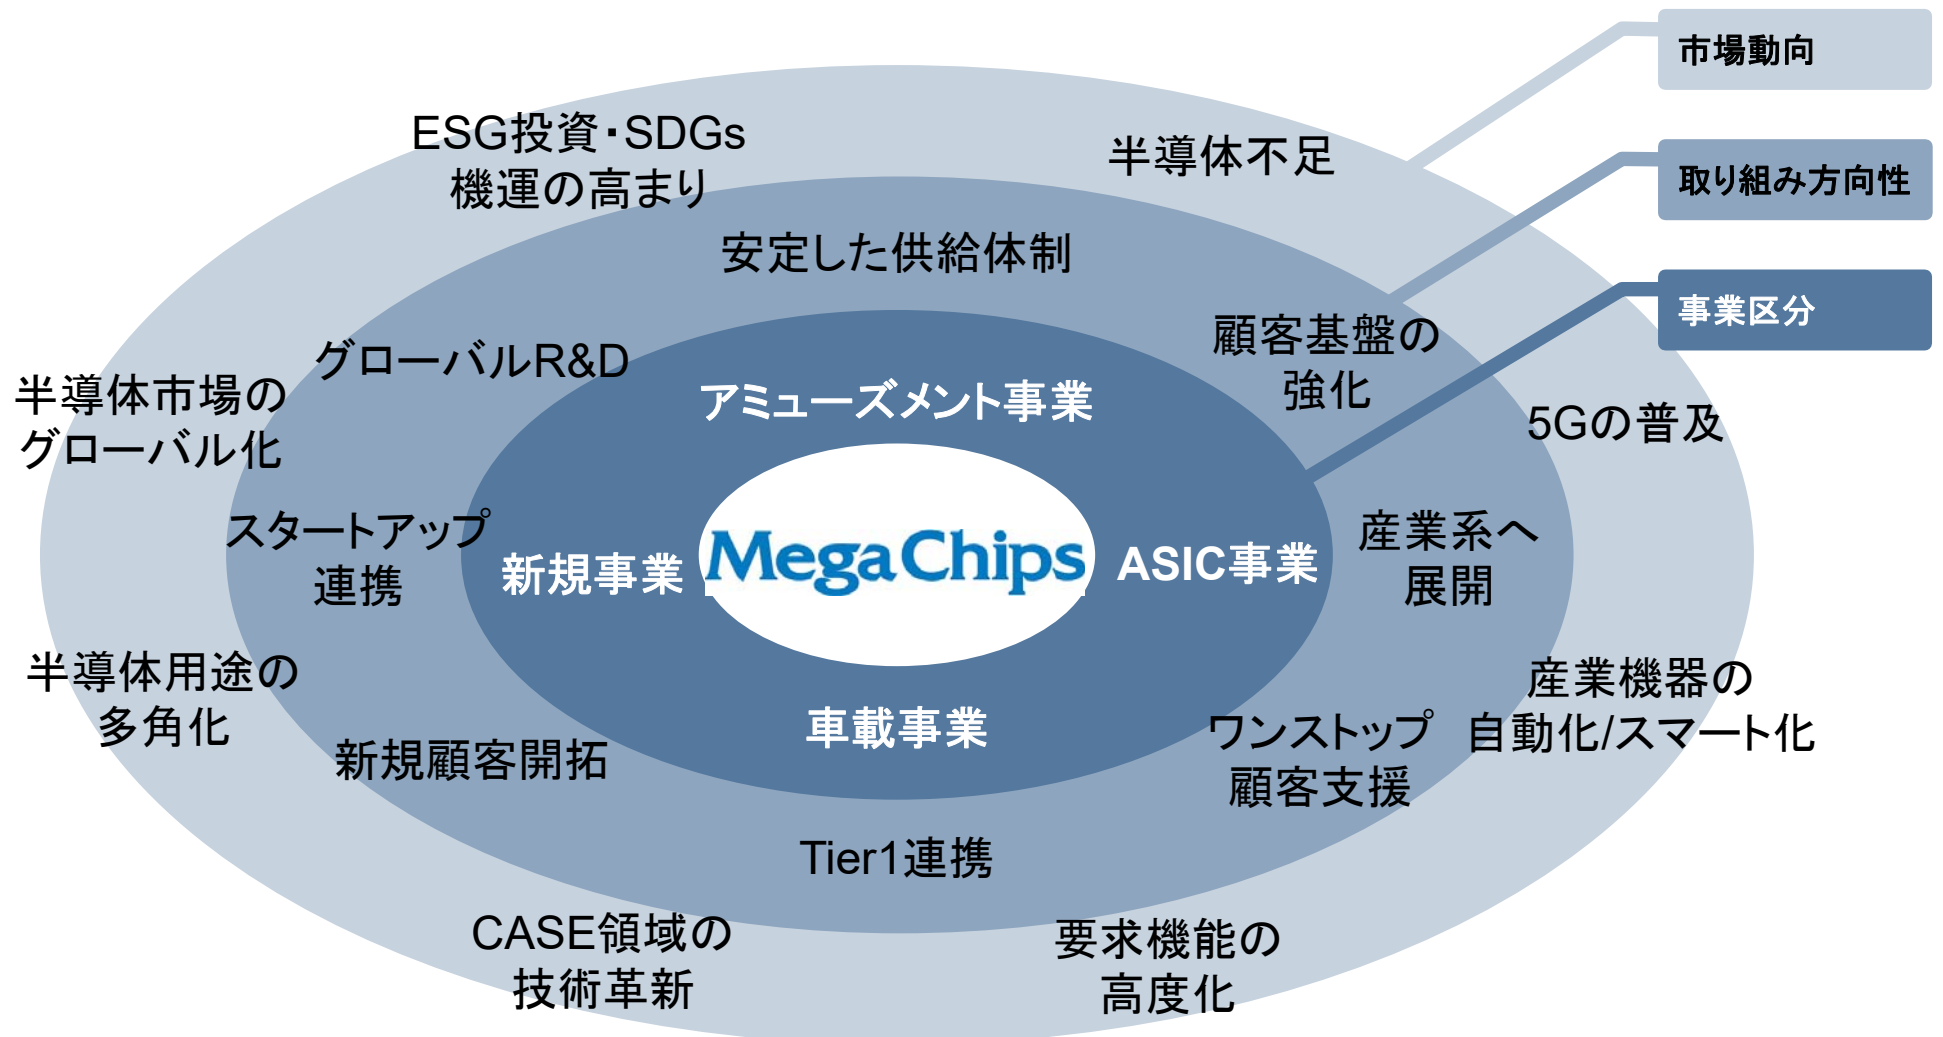 市場動向
取り組み方向性
事業区分
ESG投資・SDGs
機運の高まり
半導体不足
安定した供給体制
グローバルR&D
顧客基盤の
強化
半導体市場の
グローバル化
アミューズメント事業
5Gの普及
スタートアップ
連携
新規事業
MegaChips
ASIC事業
産業系へ
展開
半導体用途の
多角化
車載事業
産業機器の
自動化/スマート化
新規顧客開拓
ワンストップ
顧客支援
Tier1連携
CASE領域の
技術革新
要求機能の
高度化